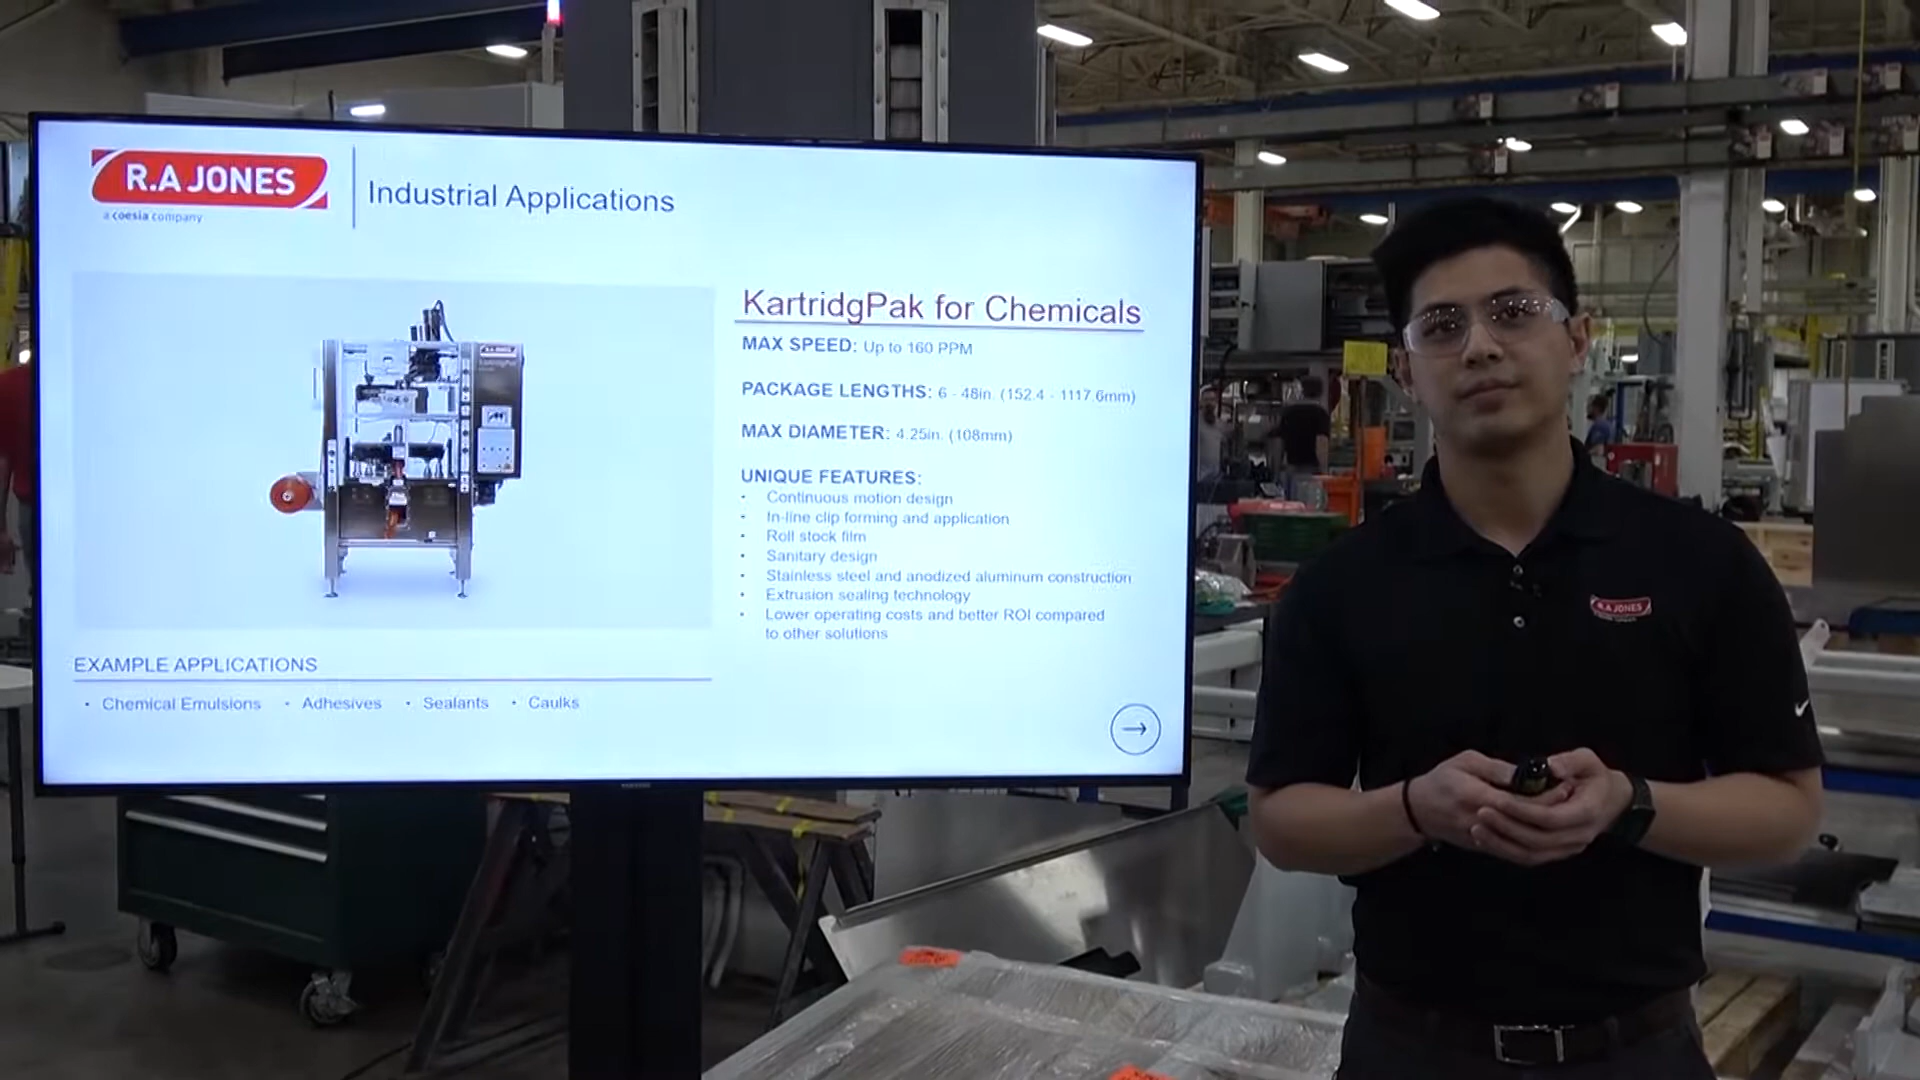 R.A JONES
a coesia company
Industrial Applications
KartridgPak for Chemicals
MAX SPEED: Up to 160 PPM
PACKAGE LENGTHS: 6 - 48in. (152.4 - 1117.6mm)
MAX DIAMETER: 4.25in. (108mm)
UNIQUE FEATURES:
• Continuous motion design
• In-line clip forming and application
• Roll stock film
• Sanitary design
• Stainless steel and anodized aluminum construction
• Extrusion sealing technology
• Lower operating costs and better ROI compared
to other solutions
EXAMPLE APPLICATIONS
• Chemical Emulsions • Adhesives • Sealants • Caulks
R.A JONES
R.A JONES